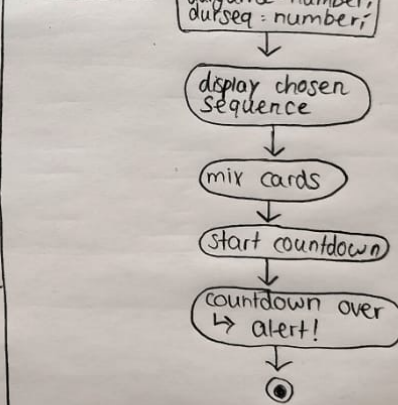 durseq : number;
display chosen
sequence
mix cards
start countdown
countdown over
↳ alert!